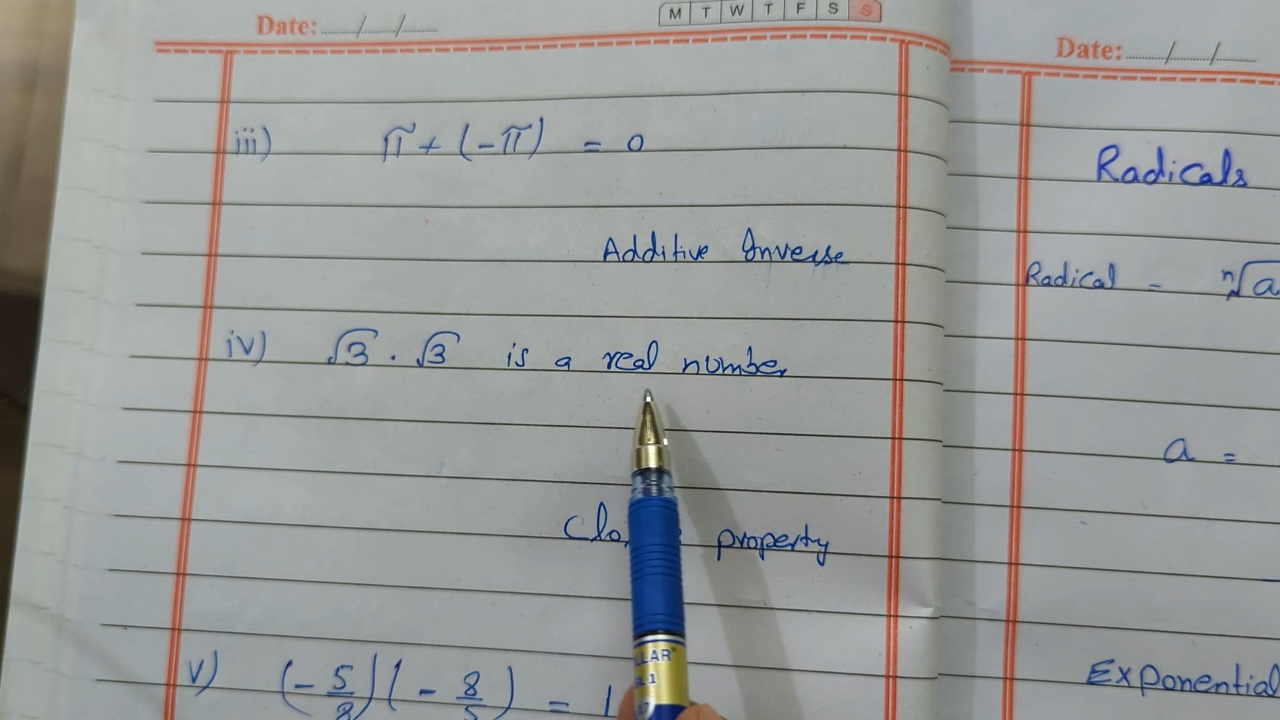 Date: ....../....../......
M T W T F S S
iii) π + (-π) = 0
Additive Inverse
iv) √3 . √3 is a real number
property
v) (-5/8)(-8/5) = 1
LLAR
Date: ....../....../......
Radicals
Radical - ⁿ√a
a =
Exponential